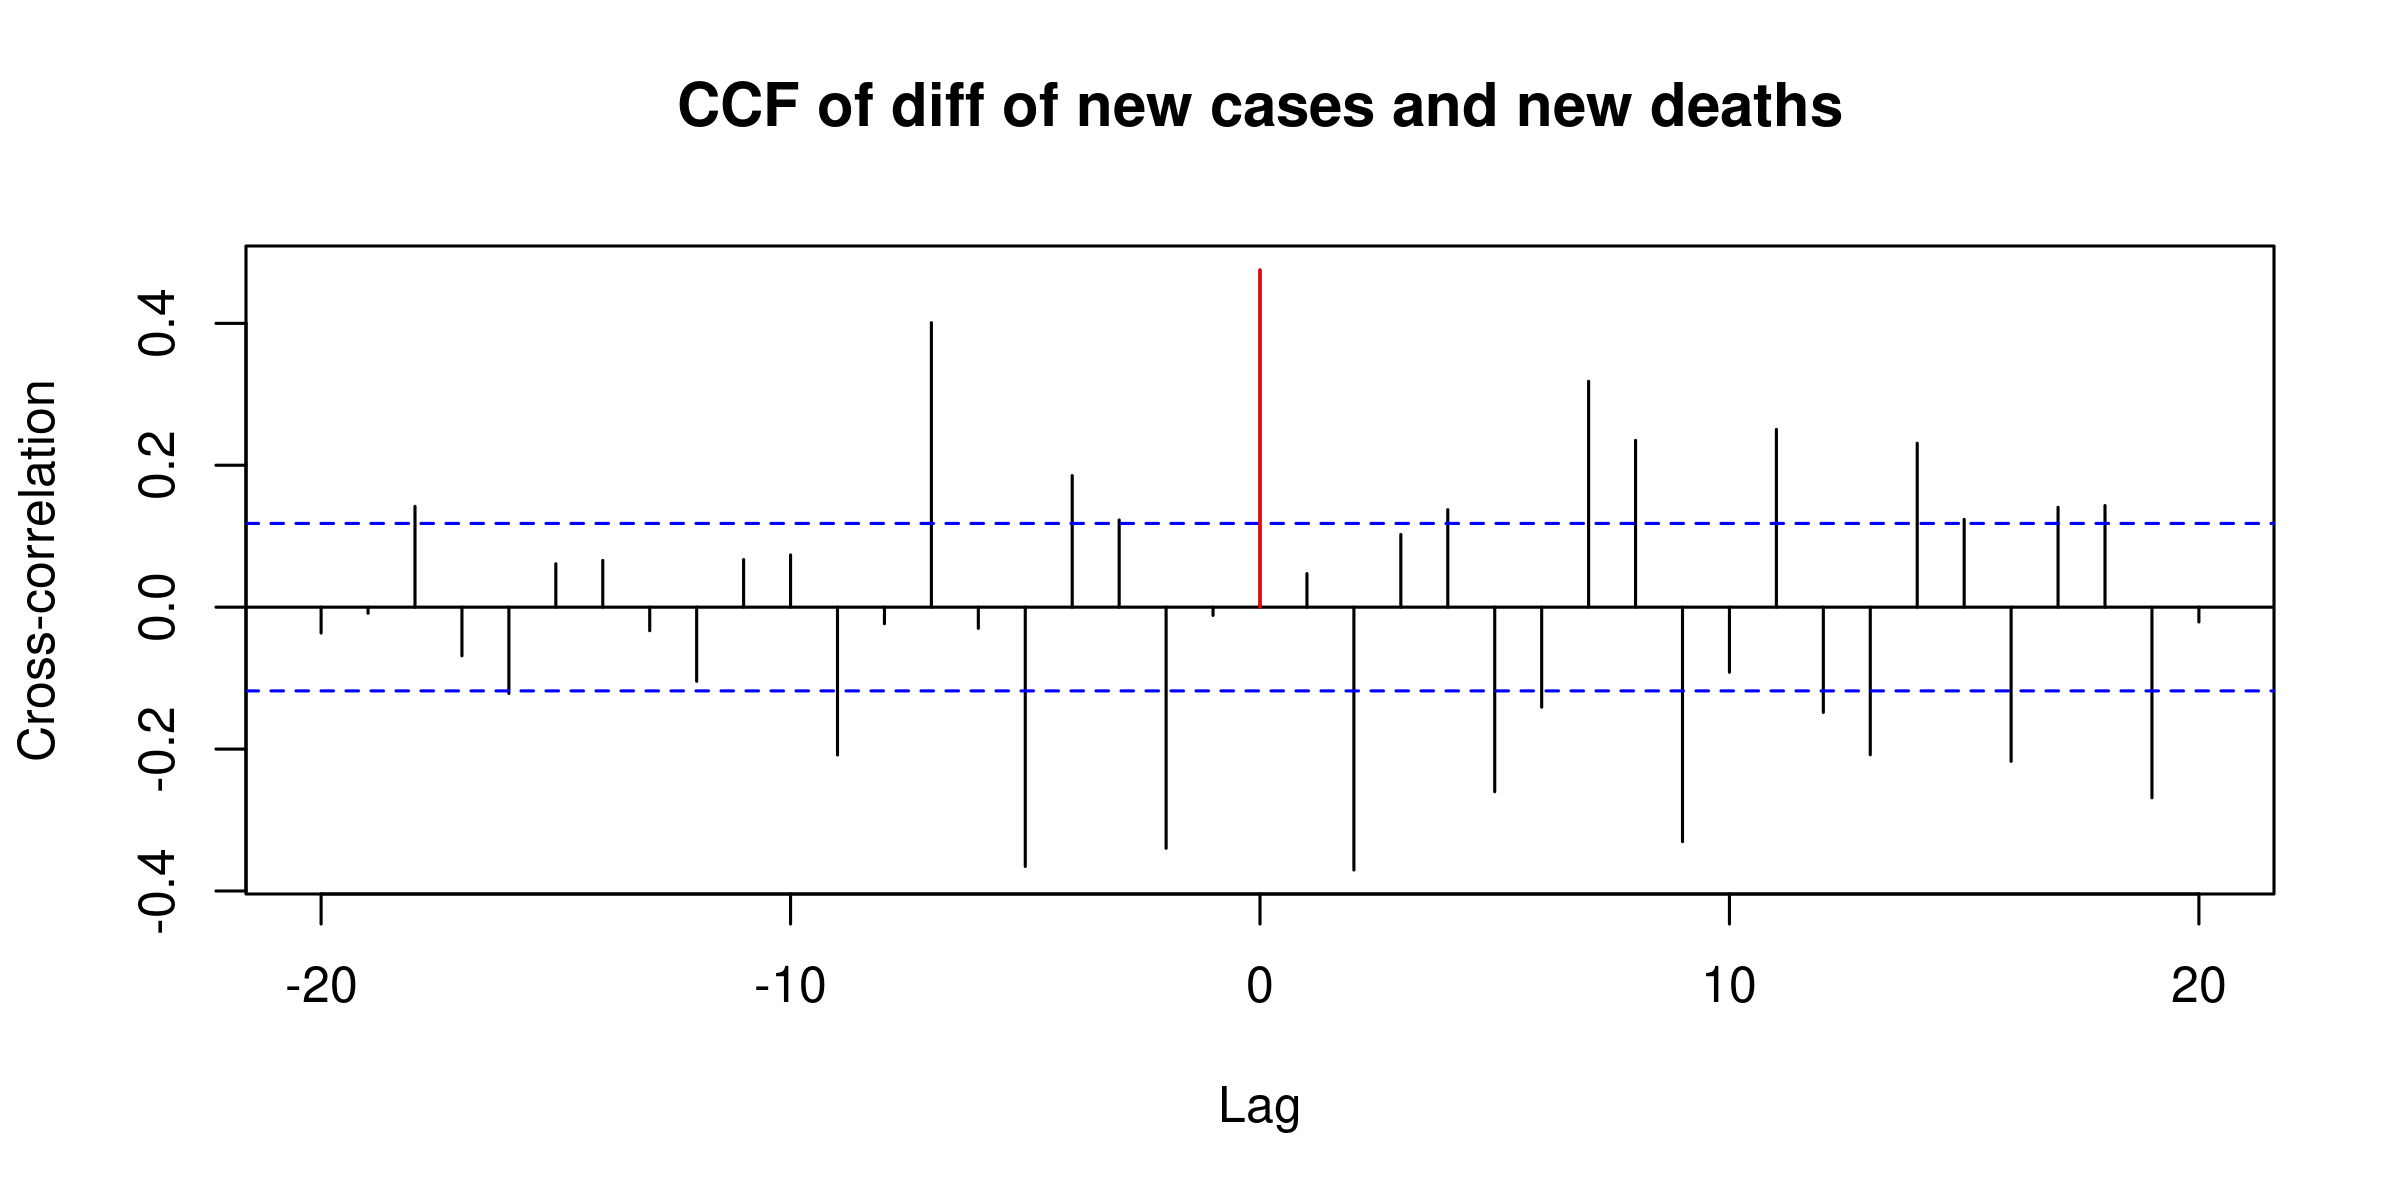 CCF of diff of new cases and new deaths
Cross-correlation
0.4
0.2
0.0
-0.2
-0.4
-20 -10 0 10 20
Lag